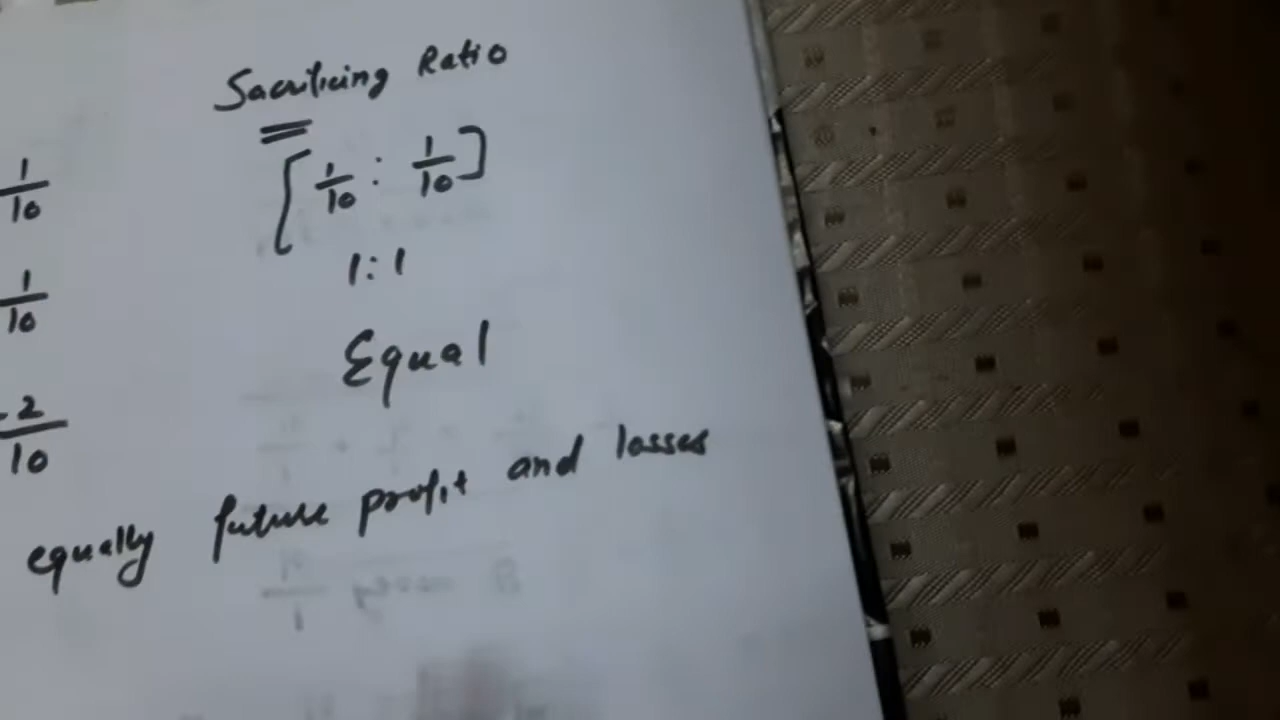 Sacrificing Ratio
1/10 [1/10 : 1/10]
1:1
1/10
Equal
-2/10
equally future profit and losses